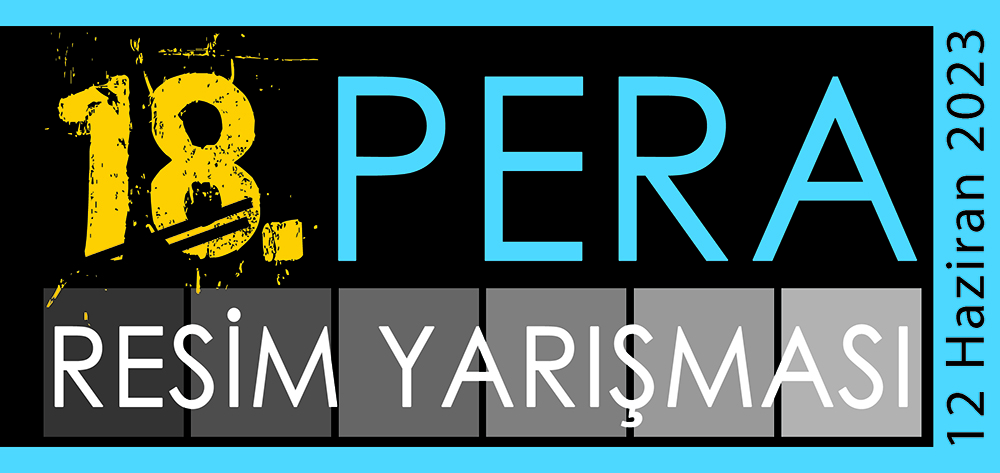 18. PERA
RESİM YARIŞMASI
12 Haziran 2023